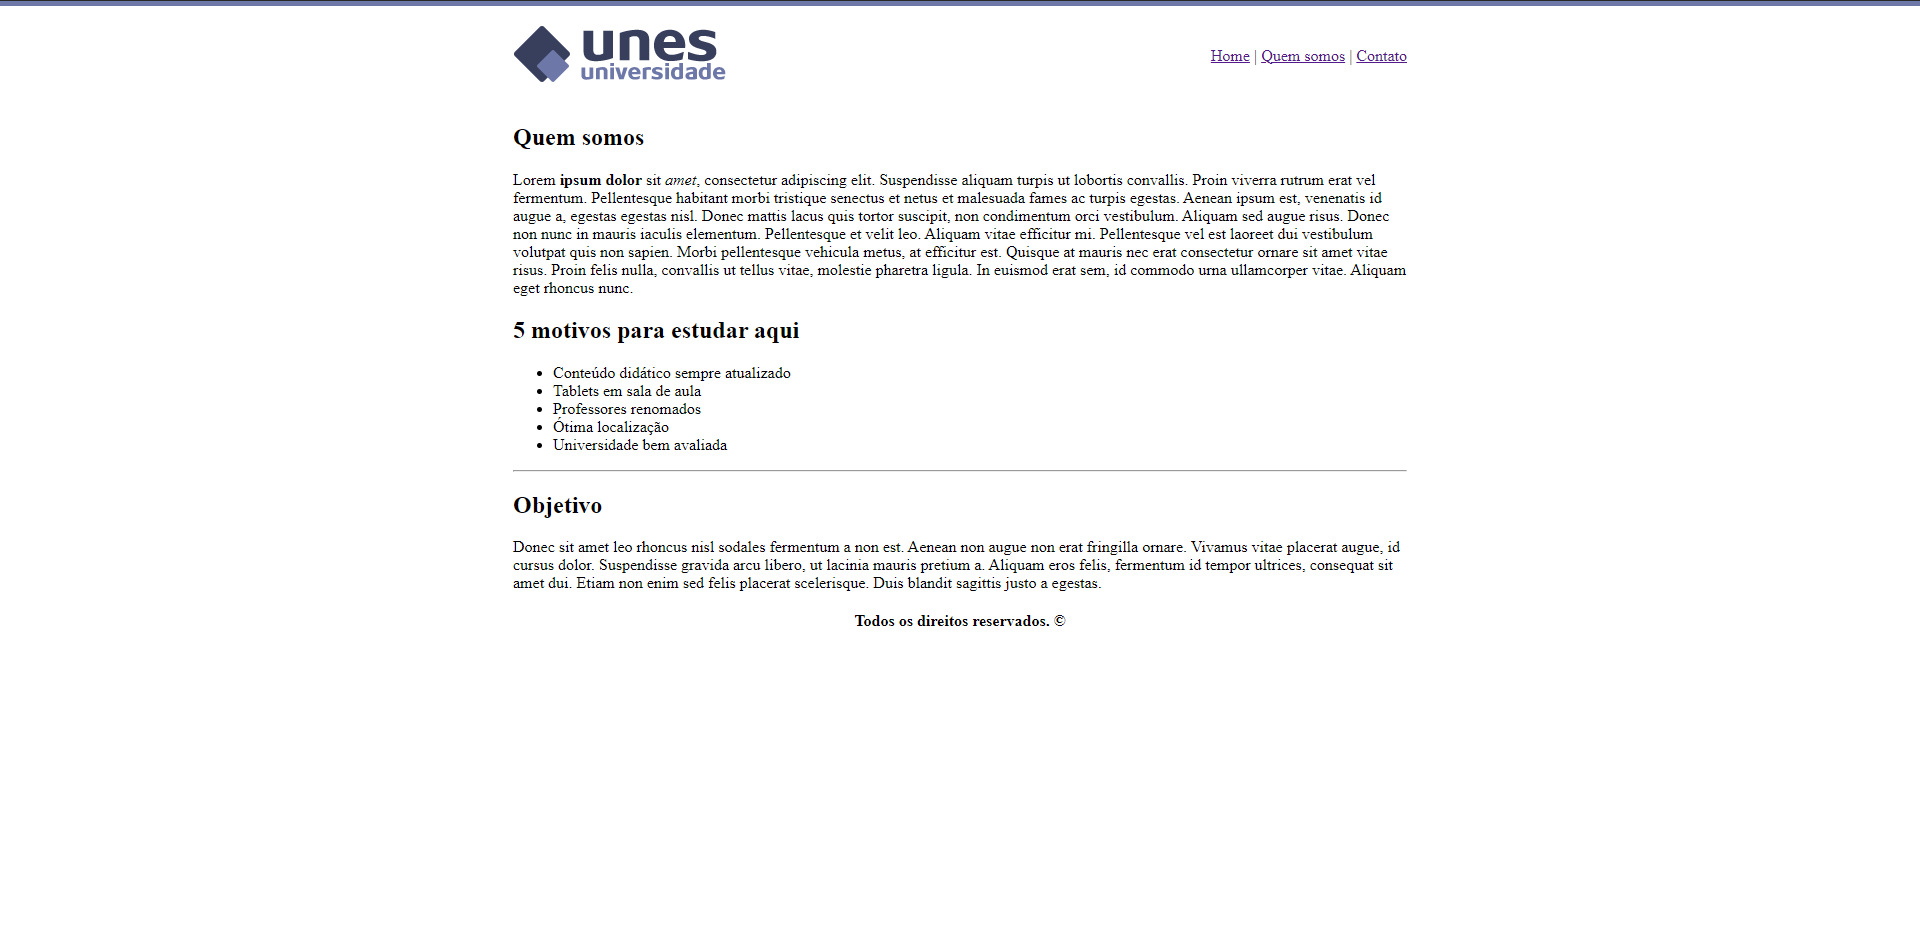 unes
universidade
Home | Quem somos | Contato
Quem somos
Lorem ipsum dolor sit amet, consectetur adipiscing elit. Suspendisse aliquam turpis ut lobortis convallis. Proin viverra rutrum erat vel
fermentum. Pellentesque habitant morbi tristique senectus et netus et malesuada fames ac turpis egestas. Aenean ipsum est, venenatis id
augue a, egestas egestas nisl. Donec mattis lacus quis tortor suscipit, non condimentum orci vestibulum. Aliquam sed augue risus. Donec
non nunc in mauris iaculis elementum. Pellentesque et velit leo. Aliquam vitae efficitur mi. Pellentesque vel est laoreet dui vestibulum
volutpat quis non sapien. Morbi pellentesque vehicula metus, at efficitur est. Quisque at mauris nec erat consectetur ornare sit amet vitae
risus. Proin felis nulla, convallis ut tellus vitae, molestie pharetra ligula. In euismod erat sem, id commodo urna ullamcorper vitae. Aliquam
eget rhoncus nunc.
5 motivos para estudar aqui
• Conteúdo didático sempre atualizado
• Tablets em sala de aula
• Professores renomados
• Ótima localização
• Universidade bem avaliada
Objetivo
Donec sit amet leo rhoncus nisl sodales fermentum a non est. Aenean non augue non erat fringilla ornare. Vivamus vitae placerat augue, id
cursus dolor. Suspendisse gravida arcu libero, ut lacinia mauris pretium a. Aliquam eros felis, fermentum id tempor ultrices, consequat sit
amet dui. Etiam non enim sed felis placerat scelerisque. Duis blandit sagittis justo a egestas.
Todos os direitos reservados. ©